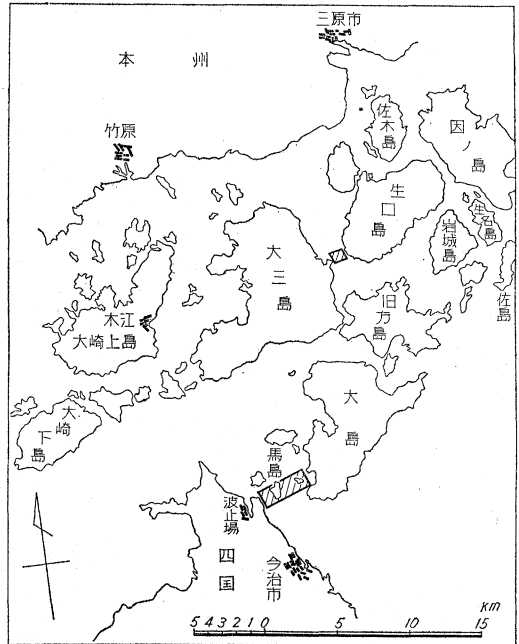 三原市
本州
竹原
佐木島
因ノ島
生口島
生名島
岩城島
佐島
大三島
旧方島
木江
大崎上島
大島
大崎
下島
馬島
波止場
四国
今治市
km
5 4 3 2 1 0 5 10 15